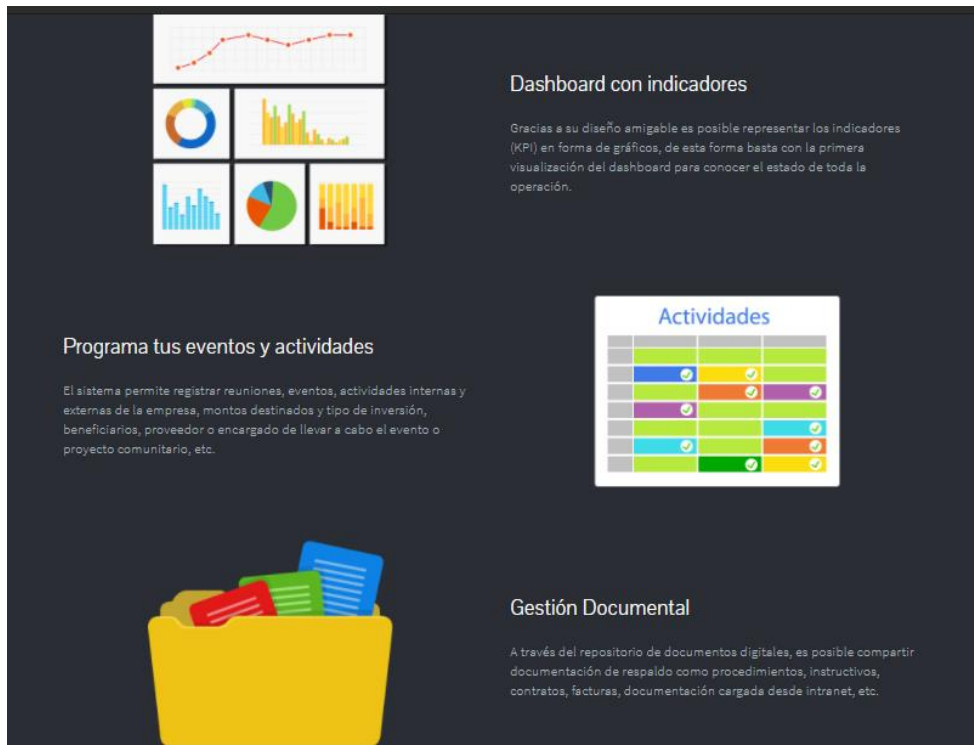 Dashboard con indicadores
Gracias a su diseño amigable es posible representar los indicadores
(KPI) en forma de gráficos, de esta forma basta con la primera
visualización del dashboard para conocer el estado de toda la
operación.
Actividades
Programa tus eventos y actividades
El sistema permite registrar reuniones, eventos, actividades internas y
externas de la empresa, montos destinados y tipo de inversión,
beneficiarios, proveedor o encargado de llevar a cabo el evento o
proyecto comunitario, etc.
Gestión Documental
A través del repositorio de documentos digitales, es posible compartir
documentación de respaldo como procedimientos, instructivos,
contratos, facturas, documentación cargada desde intranet, etc.